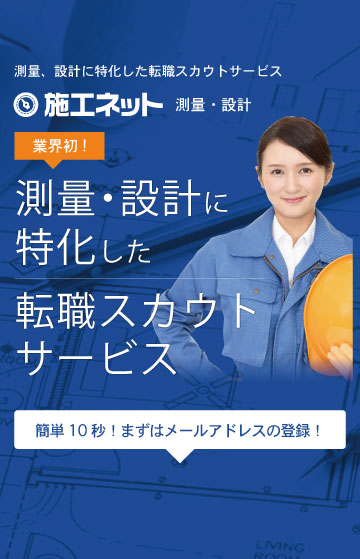 測量、設計に特化した転職スカウトサービス
施工ネット 測量・設計
業界初！
測量・設計に
特化した
転職スカウト
サービス
簡単10秒！まずはメールアドレスの登録！
LIVING
ROOM